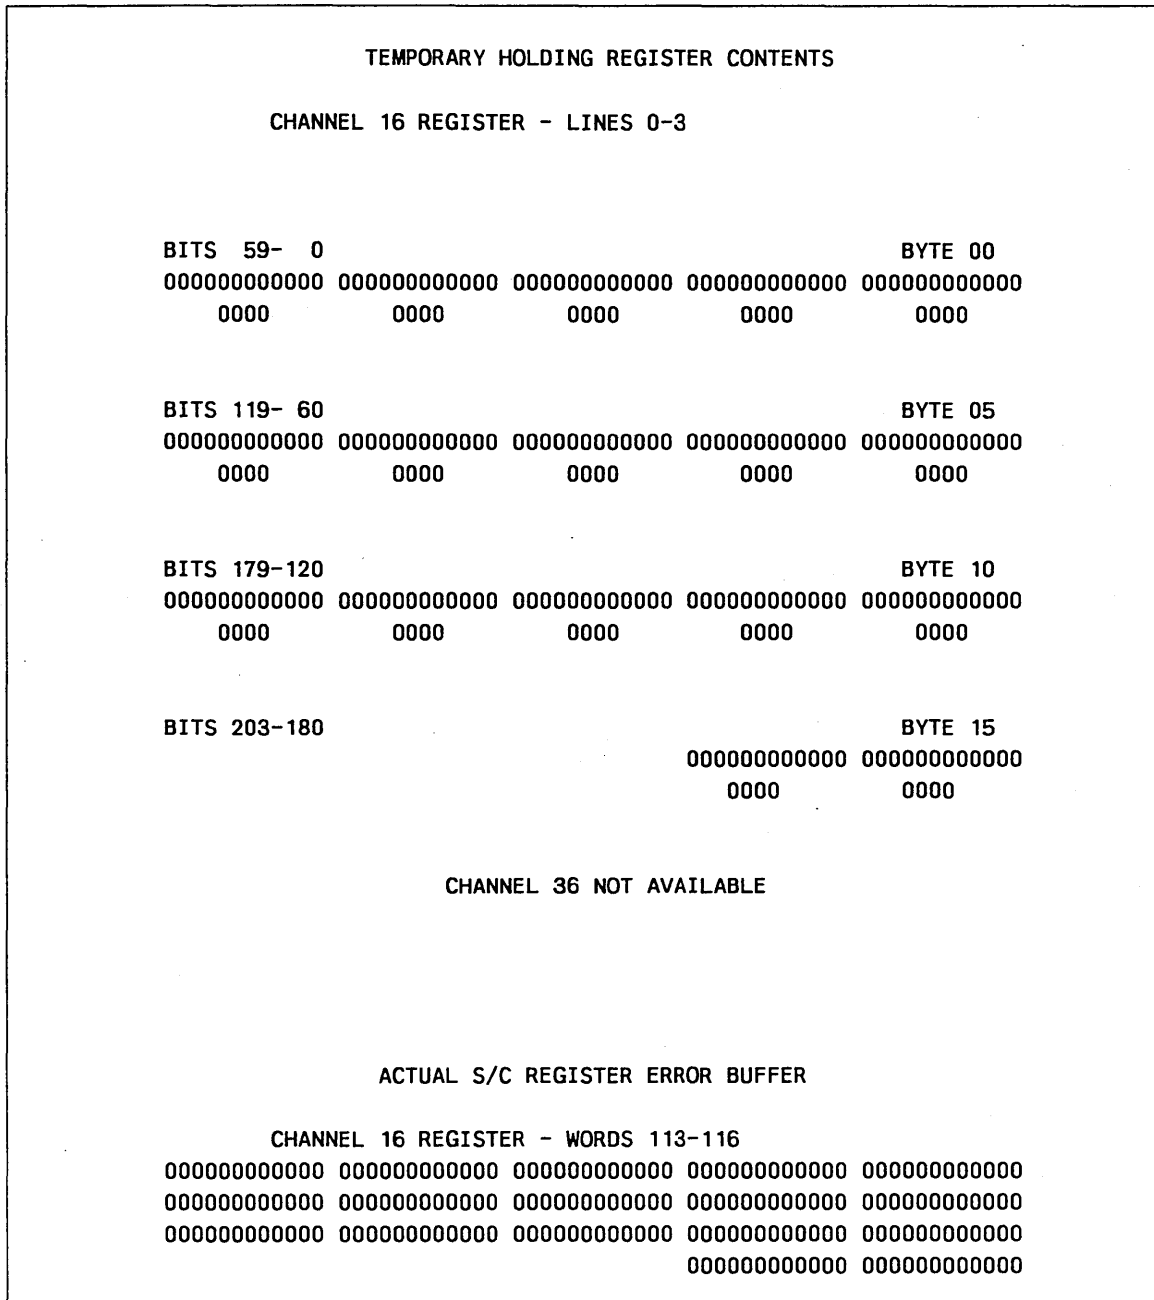 TEMPORARY HOLDING REGISTER CONTENTS
CHANNEL 16 REGISTER - LINES 0-3
BITS 59- 0 BYTE 00
000000000000 000000000000 000000000000 000000000000 000000000000
0000 0000 0000 0000 0000
BITS 119- 60 BYTE 05
000000000000 000000000000 000000000000 000000000000 000000000000
0000 0000 0000 0000 0000
BITS 179-120 BYTE 10
000000000000 000000000000 000000000000 000000000000 000000000000
0000 0000 0000 0000 0000
BITS 203-180 BYTE 15
000000000000 000000000000
0000 0000
CHANNEL 36 NOT AVAILABLE
ACTUAL S/C REGISTER ERROR BUFFER
CHANNEL 16 REGISTER - WORDS 113-116
000000000000 000000000000 000000000000 000000000000 000000000000
000000000000 000000000000 000000000000 000000000000 000000000000
000000000000 000000000000 000000000000 000000000000 000000000000
000000000000 000000000000